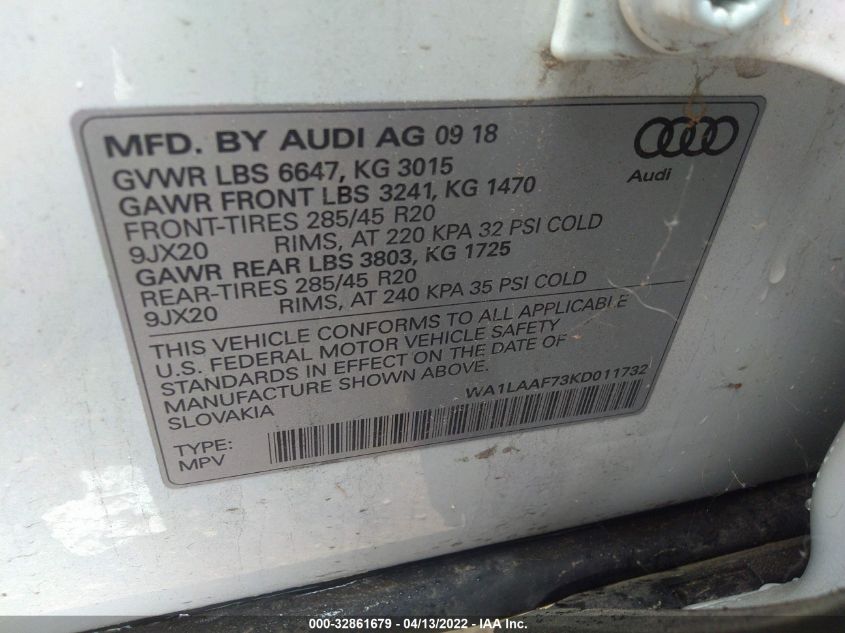 MFD. BY AUDI AG 09 18
GVWR LBS 6647, KG 3015
GAWR FRONT LBS 3241, KG 1470
FRONT-TIRES 285/45 R20
9JX20 RIMS, AT 220 KPA 32 PSI COLD
GAWR REAR LBS 3803, KG 1725
REAR-TIRES 285/45 R20
9JX20 RIMS, AT 240 KPA 35 PSI COLD
THIS VEHICLE CONFORMS TO ALL APPLICABLE
U.S. FEDERAL MOTOR VEHICLE SAFETY
STANDARDS IN EFFECT ON THE DATE OF
MANUFACTURE SHOWN ABOVE.
SLOVAKIA
WA1LAAF73KD011732
TYPE:
MPV
Audi
000-32861679 - 04/13/2022 - www.iaai.com - Copyright IAA, Inc.